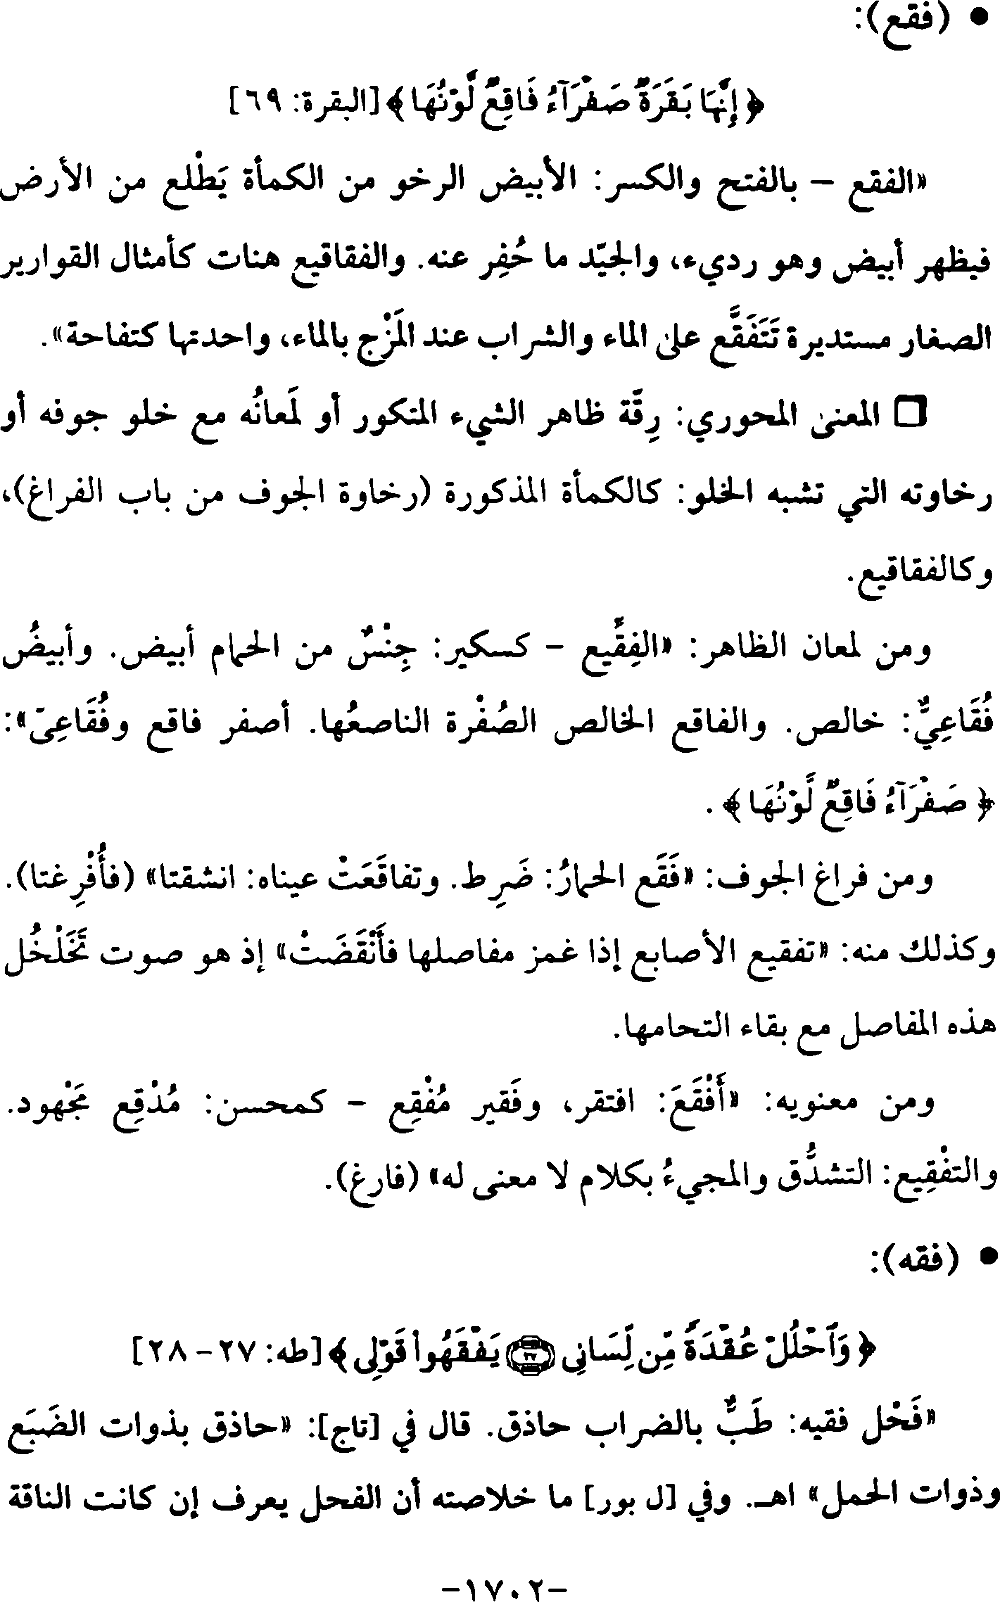 • (فقع):
﴿ إِنَّهَا بَقَرَةٌ صَفْرَآءُ فَاقِعٌ لَّوْنُهَا ﴾ [البقرة: ٦٩]
«الفقع – بالفتح والكسر: الأبيض الرخو من الكمأة يَطْلع من الأرض
فيظهر أبيض وهو رديء، والجيّد ما حُفِر عنه. والفقاقيع هنات كأمثال القوارير
الصغار مستديرة تَتَفَقَّع على الماء والشراب عند المَزْج بالماء، واحدتها كتفاحة».
□ المعنى المحوري: رِقَّة ظاهر الشيء المتكور أو لَمعانُه مع خلو جوفه أو
رخاوته التي تشبه الخلو: كالكمأة المذكورة (رخاوة الجوف من باب الفراغ)،
وكالفقاقيع.
ومن لمعان الظاهر: «الفِقِّيع – كسكير: جِنْسٌ من الحمام أبيض. وأبيضُ
فُقَاعِيٌّ: خالص. والفاقع الخالص الصُفْرة الناصعُها. أصفر فاقع وفُقَاعِىّ»:
﴿ صَفْرَآءُ فَاقِعٌ لَّوْنُهَا ﴾ .
ومن فراغ الجوف: «فَقَع الحمارُ: ضَرِط. وتفاقَعَتْ عيناه: انشقتا» (فأُفْرِغتا).
وكذلك منه: «تفقيع الأصابع إذا غمز مفاصلها فأَنْقَضَتْ» إذ هو صوت تَخَلْخُل
هذه المفاصل مع بقاء التحامها.
ومن معنويه: «أَفْقَعَ: افتقر، وفَقير مُفْقِع – كمحسن: مُدْقِع مَجْهود.
والتفْقِيع: التشدُّق والمجيءُ بكلام لا معنى له» (فارغ).
• (فقه):
﴿ وَٱحْلُلْ عُقْدَةً مِّن لِّسَانِى ۝٢٧ يَفْقَهُواْ قَوْلِى ﴾ [طه: ٢٧-٢٨]
«فَحْل فقيه: طَبٌّ بالضراب حاذق. قال في [تاج]: «حاذق بذوات الضَبَع
وذوات الحمل» اهـ. وفي [ل بور] ما خلاصته أن الفحل يعرف إن كانت الناقة
-١٧٠٢-